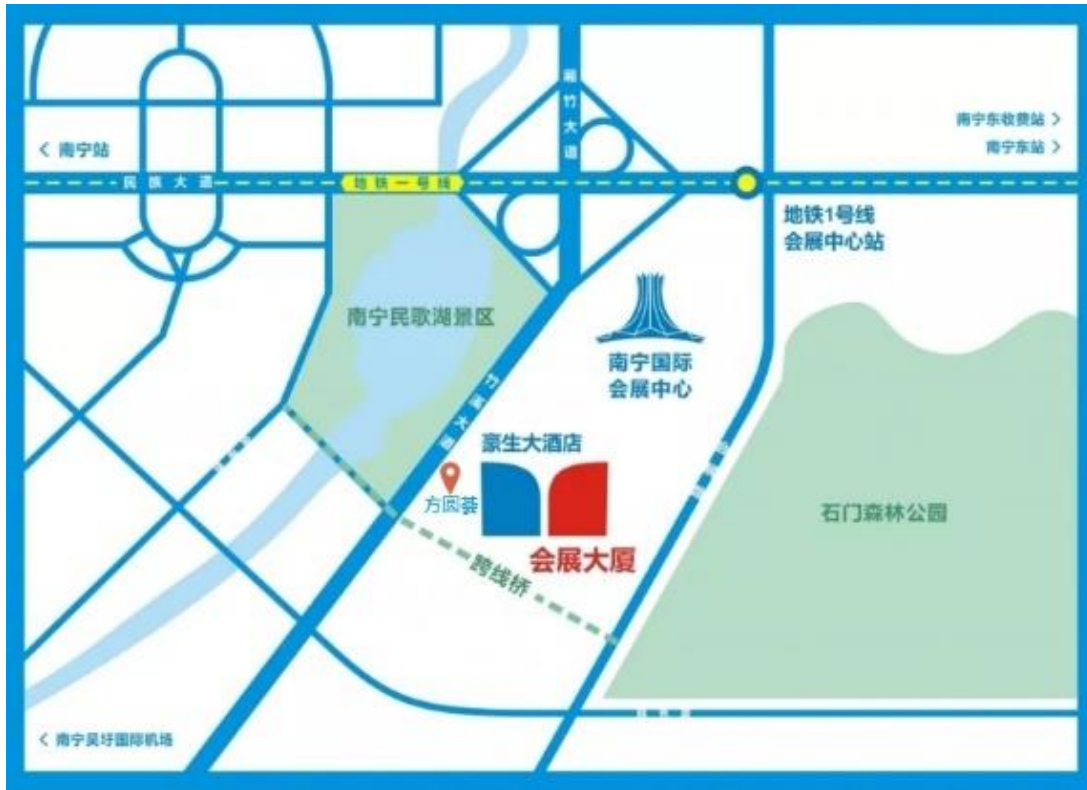 厢竹大道
南宁东收费站 >
< 南宁站
南宁东站 >
民族大道
地铁一号线
地铁1号线
会展中心站
南宁民歌湖景区
南宁国际
会展中心
豪生大酒店
方圆荟
石门森林公园
会展大厦
跨线桥
< 南宁吴圩国际机场